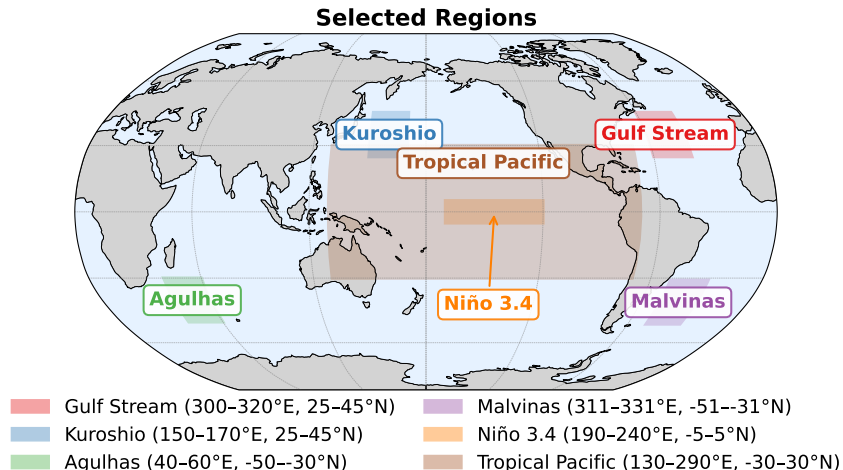 Selected Regions
Kuroshio
Gulf Stream
Tropical Pacific
Agulhas
Niño 3.4
Malvinas
Gulf Stream (300–320°E, 25–45°N)
Kuroshio (150–170°E, 25–45°N)
Agulhas (40–60°E, -50–-30°N)
Malvinas (311–331°E, -51–-31°N)
Niño 3.4 (190–240°E, -5–5°N)
Tropical Pacific (130–290°E, -30–30°N)